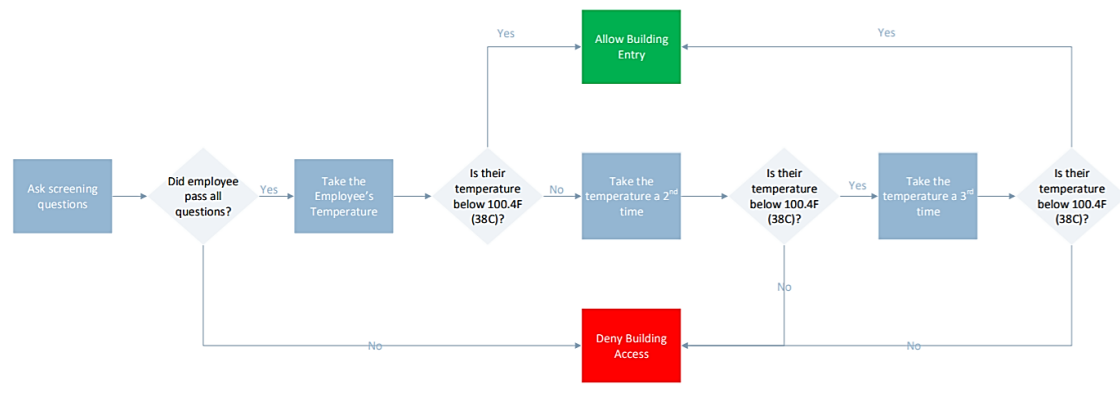 Yes
Allow Building
Entry
Yes
Ask screening
questions
Did employee
pass all
questions?
Yes
Take the
Employee's
Temperature
Is their
temperature
below 100.4F
(38C)?
No
Take the
temperature a 2nd
time
Is their
temperature
below 100.4F
(38C)?
Yes
Take the
temperature a 3rd
time
Is their
temperature
below 100.4F
(38C)?
No
No
Deny Building
Access
No